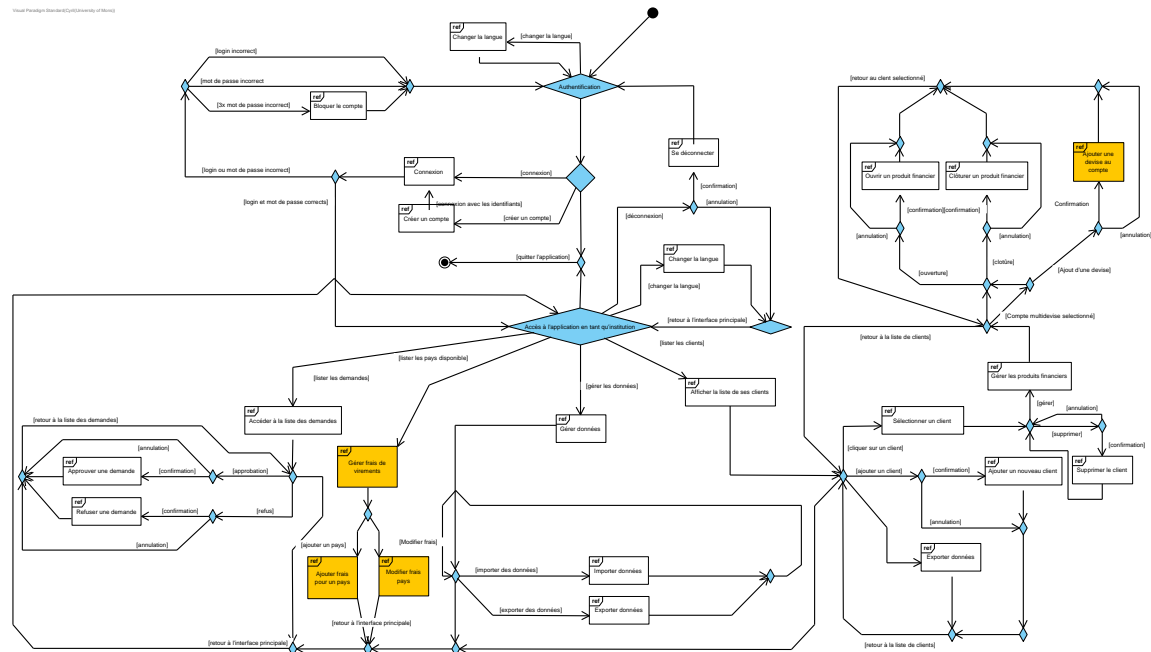 Visual Paradigm Standard(Cyril(University of Mons))
ref
Changer la langue
[changer la langue]
[login incorrect]
[mot de passe incorrect
[3x mot de passe incorrect]
ref
Bloquer le compte
Authentification
[retour au client selectionné]
ref
Se déconnecter
ref
Connexion
[connexion]
[login ou mot de passe incorrect]
[login et mot de passe corrects]
[connexion avec les identifiants]
ref
Créer un compte
[créer un compte]
[confirmation]
[annulation]
[déconnexion]
ref
Ouvrir un produit financier
ref
Clôturer un produit financier
ref
Ajouter une
devise au
compte
Confirmation
[confirmation]
[confirmation]
[annulation]
[annulation]
[annulation]
[quitter l'application]
ref
Changer la langue
[changer la langue]
[ouverture]
[clotûre]
[Ajout d'une devise]
[Compte multidevise selectionné]
Accès à l'application en tant qu'institution
[retour à l'interface principale]
[retour à la liste de clients]
[lister les clients]
[lister les pays disponible]
[lister les demandes]
[gérer les données]
ref
Afficher la liste de ses clients
ref
Gérer les produits financiers
[gérer]
[annulation]
[retour à la liste des demandes]
ref
Accéder à la liste des demandes
ref
Gérer données
ref
Sélectionner un client
[supprimer]
[confirmation]
[cliquer sur un client]
[annulation]
ref
Approuver une demande
[confirmation]
[approbation]
ref
Gérer frais de
virements
[ajouter un client]
[confirmation]
ref
Ajouter un nouveau client
ref
Supprimer le client
ref
Refuser une demande
[confirmation]
[refus]
[annulation]
[annulation]
[ajouter un pays]
[Modifier frais]
ref
Ajouter frais
pour un pays
ref
Modifier frais
pays
[importer des données]
ref
Importer données
[exporter des données]
ref
Exporter données
ref
Exporter données
[retour à l'interface principale]
[retour à l'interface principale]
[retour à la liste de clients]